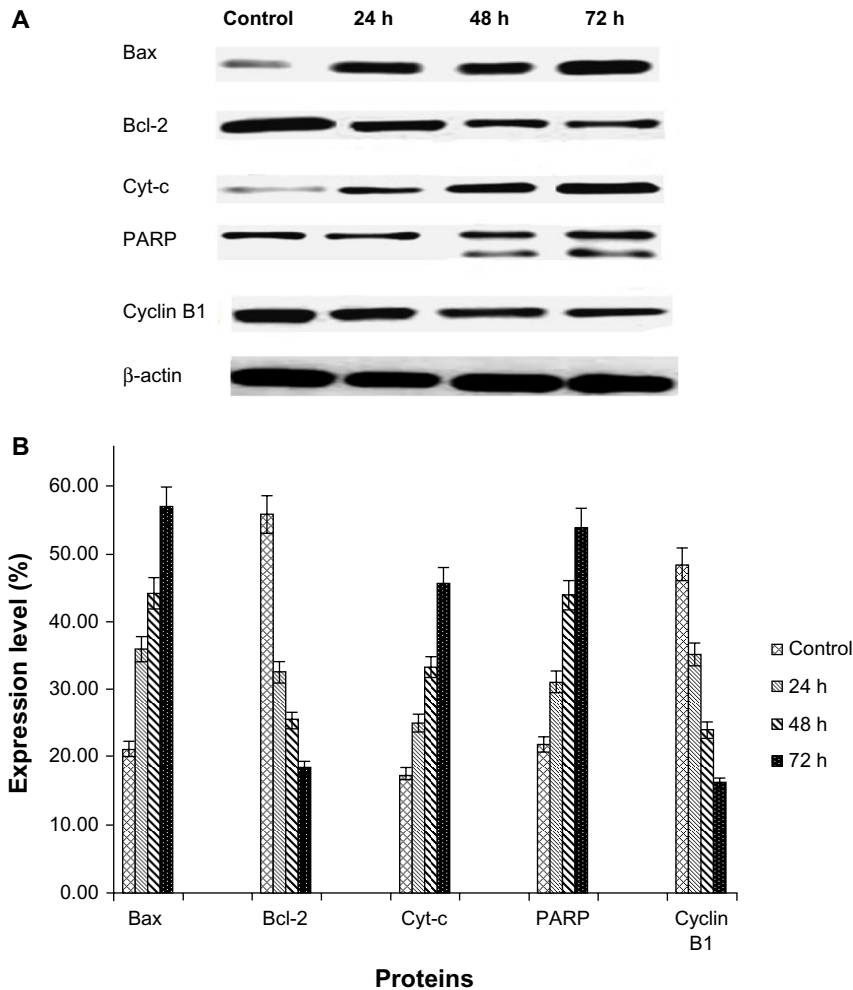 A
Control 24 h 48 h 72 h
Bax
Bcl-2
Cyt-c
PARP
Cyclin B1
β-actin
B
Expression level (%)
60.00
50.00
40.00
30.00
20.00
10.00
0.00
Bax Bcl-2 Cyt-c PARP Cyclin
B1
Proteins
Control
24 h
48 h
72 h